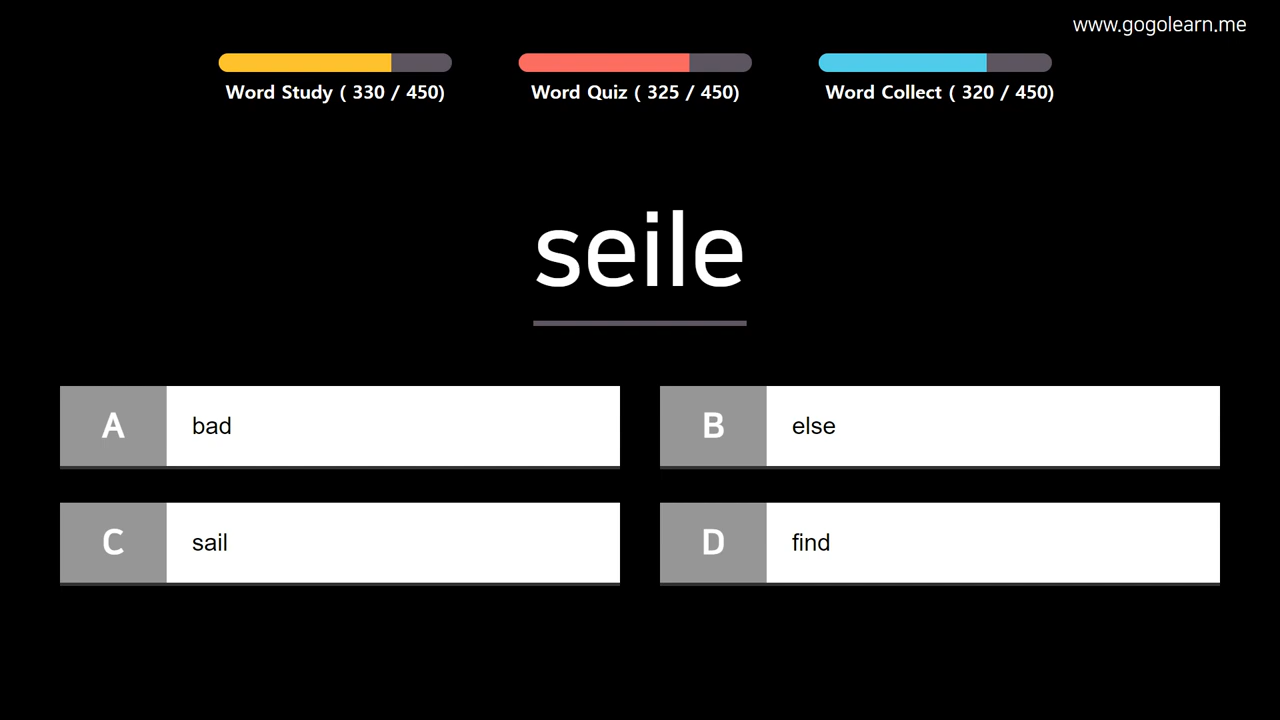 www.gogolearn.me
Word Study ( 330 / 450)
Word Quiz ( 325 / 450)
Word Collect ( 320 / 450)
seile
A bad
B else
C sail
D find